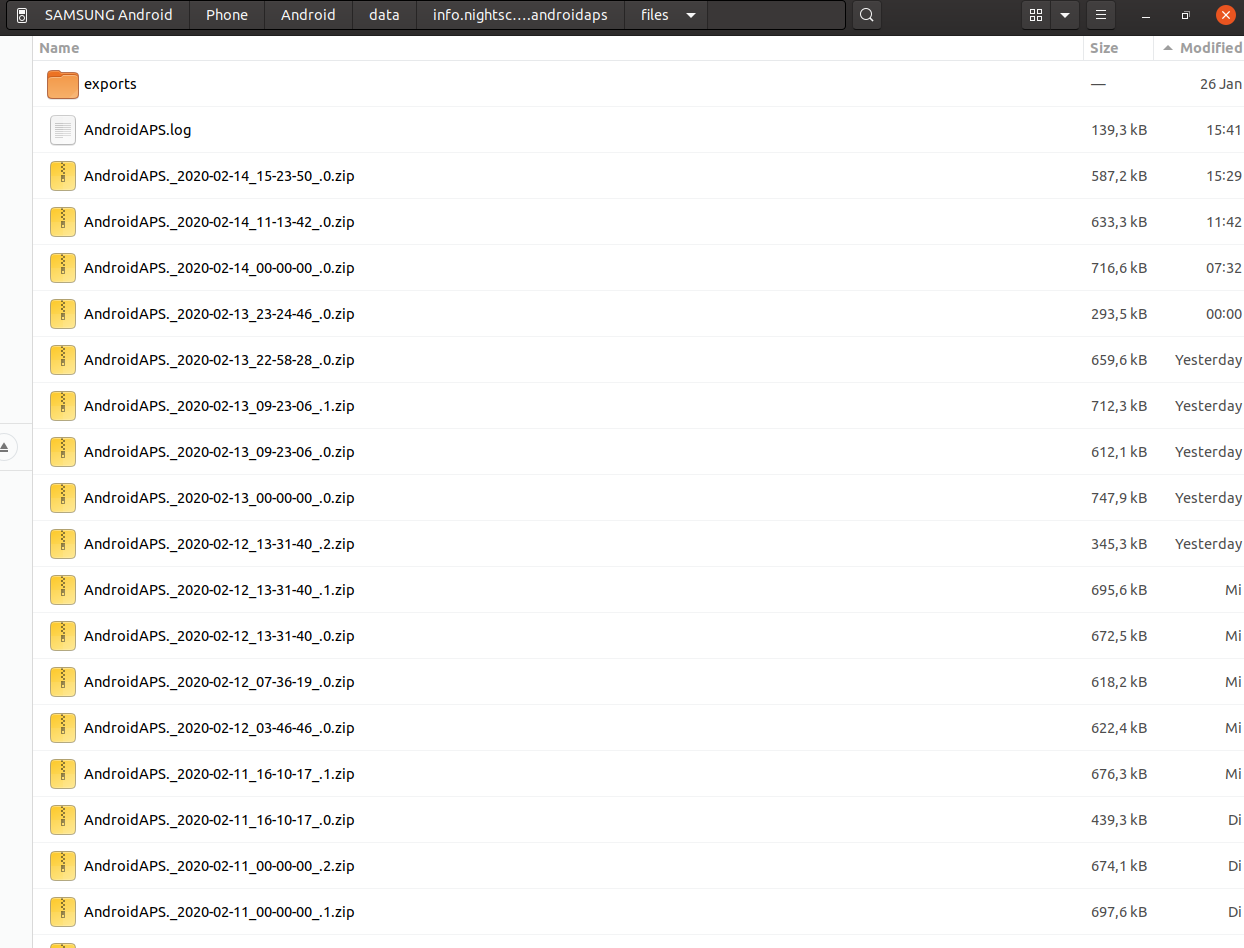 SAMSUNG Android Phone Android data info.nightsc....androidaps files
Name Size Modified
exports — 26 Jan
AndroidAPS.log 139,3 kB 15:41
AndroidAPS._2020-02-14_15-23-50_.0.zip 587,2 kB 15:29
AndroidAPS._2020-02-14_11-13-42_.0.zip 633,3 kB 11:42
AndroidAPS._2020-02-14_00-00-00_.0.zip 716,6 kB 07:32
AndroidAPS._2020-02-13_23-24-46_.0.zip 293,5 kB 00:00
AndroidAPS._2020-02-13_22-58-28_.0.zip 659,6 kB Yesterday
AndroidAPS._2020-02-13_09-23-06_.1.zip 712,3 kB Yesterday
AndroidAPS._2020-02-13_09-23-06_.0.zip 612,1 kB Yesterday
AndroidAPS._2020-02-13_00-00-00_.0.zip 747,9 kB Yesterday
AndroidAPS._2020-02-12_13-31-40_.2.zip 345,3 kB Yesterday
AndroidAPS._2020-02-12_13-31-40_.1.zip 695,6 kB Mi
AndroidAPS._2020-02-12_13-31-40_.0.zip 672,5 kB Mi
AndroidAPS._2020-02-12_07-36-19_.0.zip 618,2 kB Mi
AndroidAPS._2020-02-12_03-46-46_.0.zip 622,4 kB Mi
AndroidAPS._2020-02-11_16-10-17_.1.zip 676,3 kB Mi
AndroidAPS._2020-02-11_16-10-17_.0.zip 439,3 kB Di
AndroidAPS._2020-02-11_00-00-00_.2.zip 674,1 kB Di
AndroidAPS._2020-02-11_00-00-00_.1.zip 697,6 kB Di